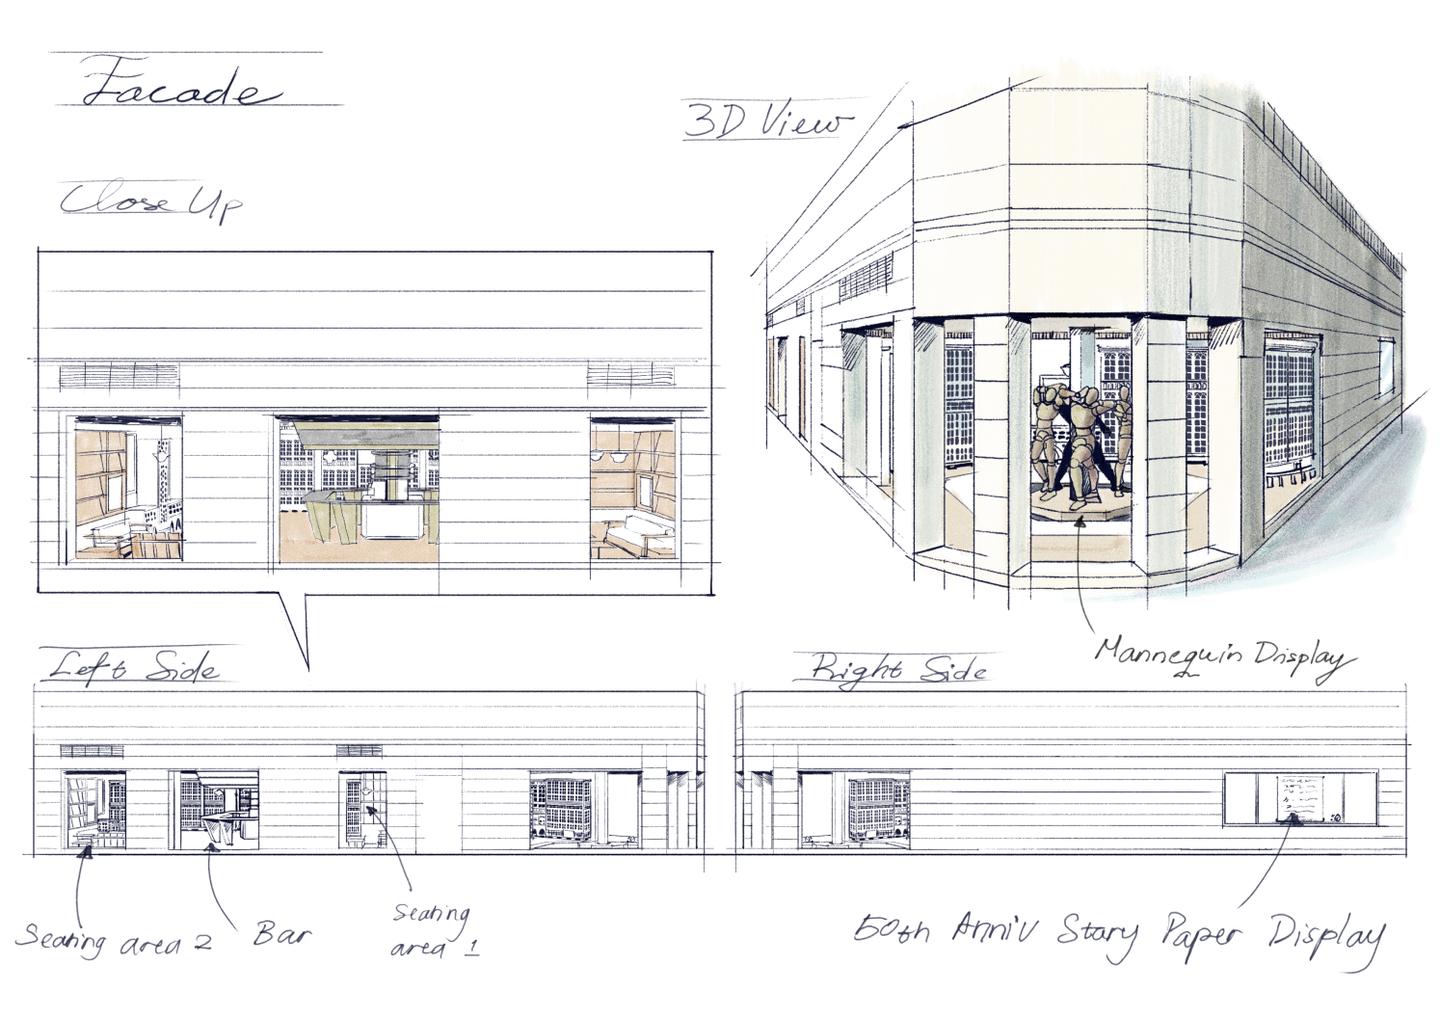 Facade
3D View
Close Up
Mannequin Display
Left Side
Right Side
Seating area 2
Bar
Seating
area 1
50th Anniv Story Paper Display